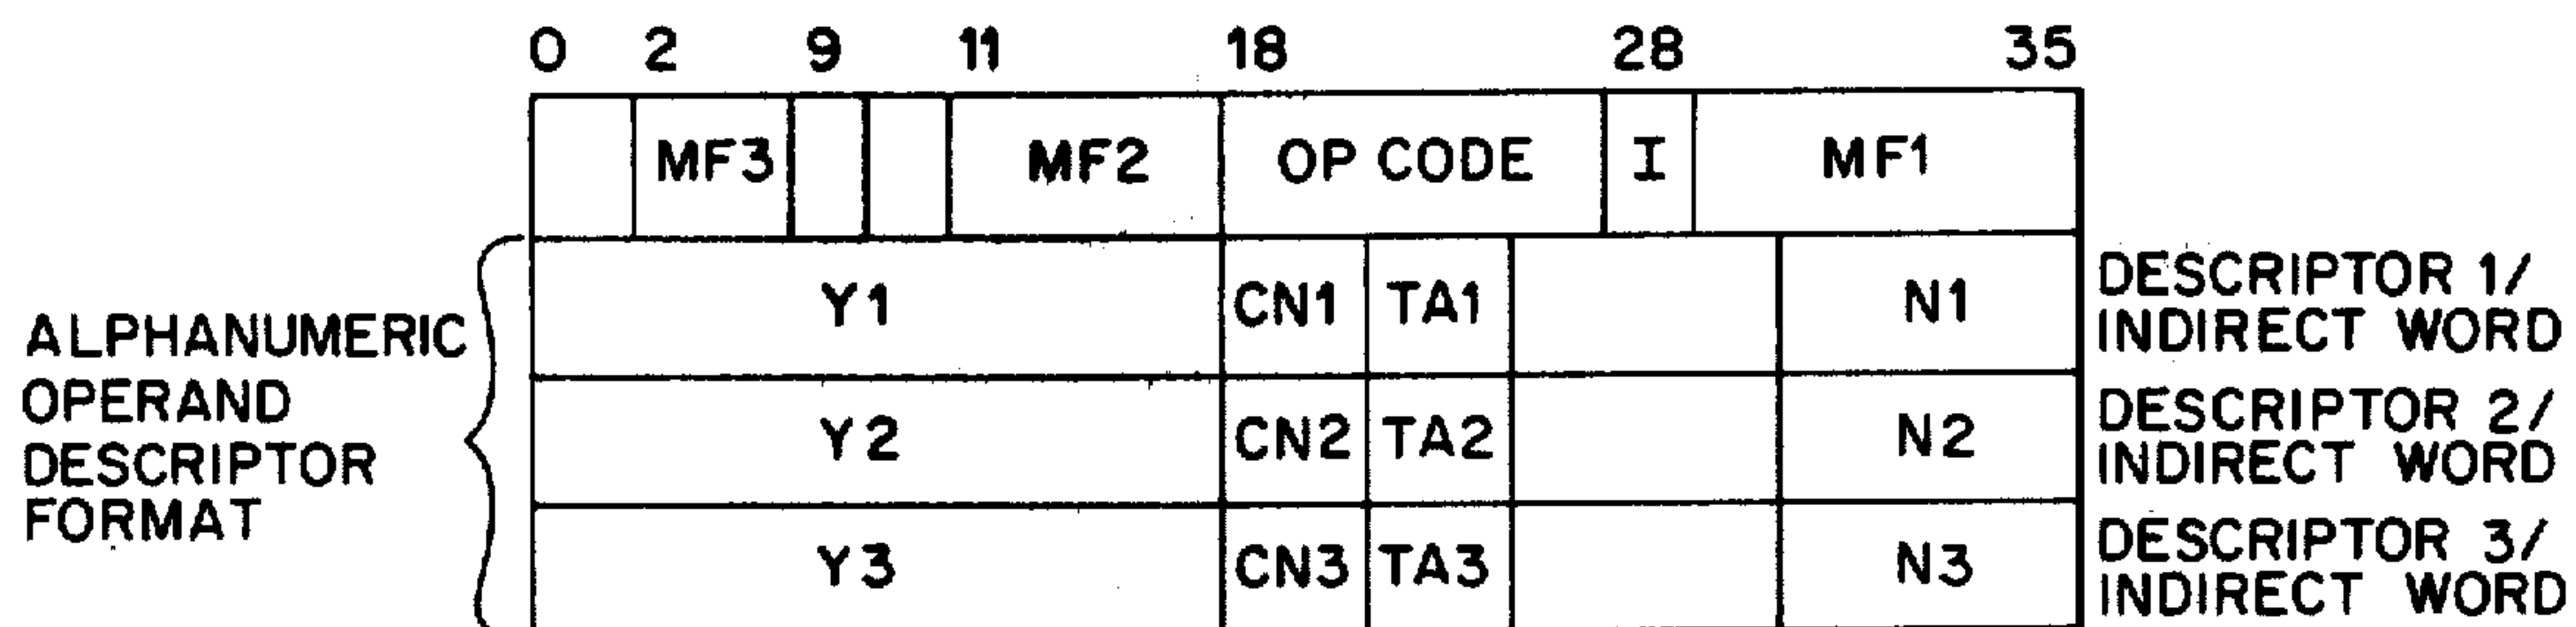 0 2 9 11 18 28 35
MF3 MF2 OP CODE I MF1
ALPHANUMERIC
OPERAND
DESCRIPTOR
FORMAT
Y1 CN1 TA1 N1
DESCRIPTOR 1/
INDIRECT WORD
Y2 CN2 TA2 N2
DESCRIPTOR 2/
INDIRECT WORD
Y3 CN3 TA3 N3
DESCRIPTOR 3/
INDIRECT WORD